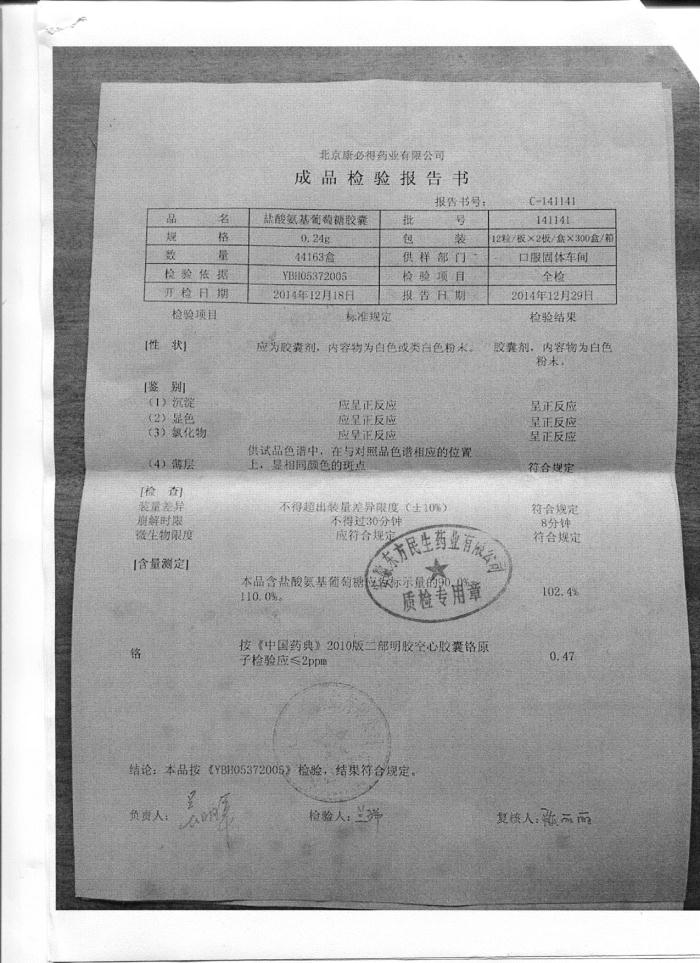 北京康必得药业有限公司
成品检验报告书
报告书号： C-141141
品名 盐酸氨基葡萄糖胶囊 批号 141141
规格 0.24g 包装 12粒/板×2板/盒×300盒/箱
数量 44163盒 供样部门 口服固体车间
检验依据 YBH05372005 检验项目 全检
开检日期 2014年12月18日 报告日期 2014年12月29日
检验项目 标准规定 检验结果
[性 状] 应为胶囊剂，内容物为白色或类白色粉末。 胶囊剂，内容物为白色
粉末。
[鉴 别]
（1）沉淀 应呈正反应 呈正反应
（2）显色 应呈正反应 呈正反应
（3）氯化物 应呈正反应 呈正反应
供试品色谱中，在与对照品色谱相应的位置
（4）薄层 上，显相同颜色的斑点 符合规定
[检 查]
装量差异 不得超出装量差异限度（±10%） 符合规定
崩解时限 不得过30分钟 8分钟
微生物限度 应符合规定 符合规定
东方民生药业有限公司
质检专用章
[含量测定]
本品含盐酸氨基葡萄糖应为标示量的90.0%
110.0%。 102.4%
铬 按《中国药典》2010版二部明胶空心胶囊铬原
子检验应≤2ppm 0.47
结论：本品按《YBH05372005》检验，结果符合规定。
负责人： 检验人： 复核人：